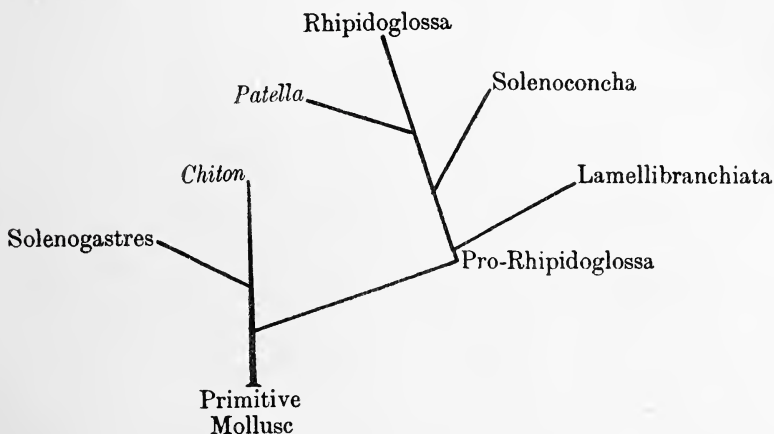 Rhipidoglossa
Solenoconcha
Patella
Chiton
Lamellibranchiata
Solenogastres
Pro-Rhipidoglossa
Primitive
Mollusc